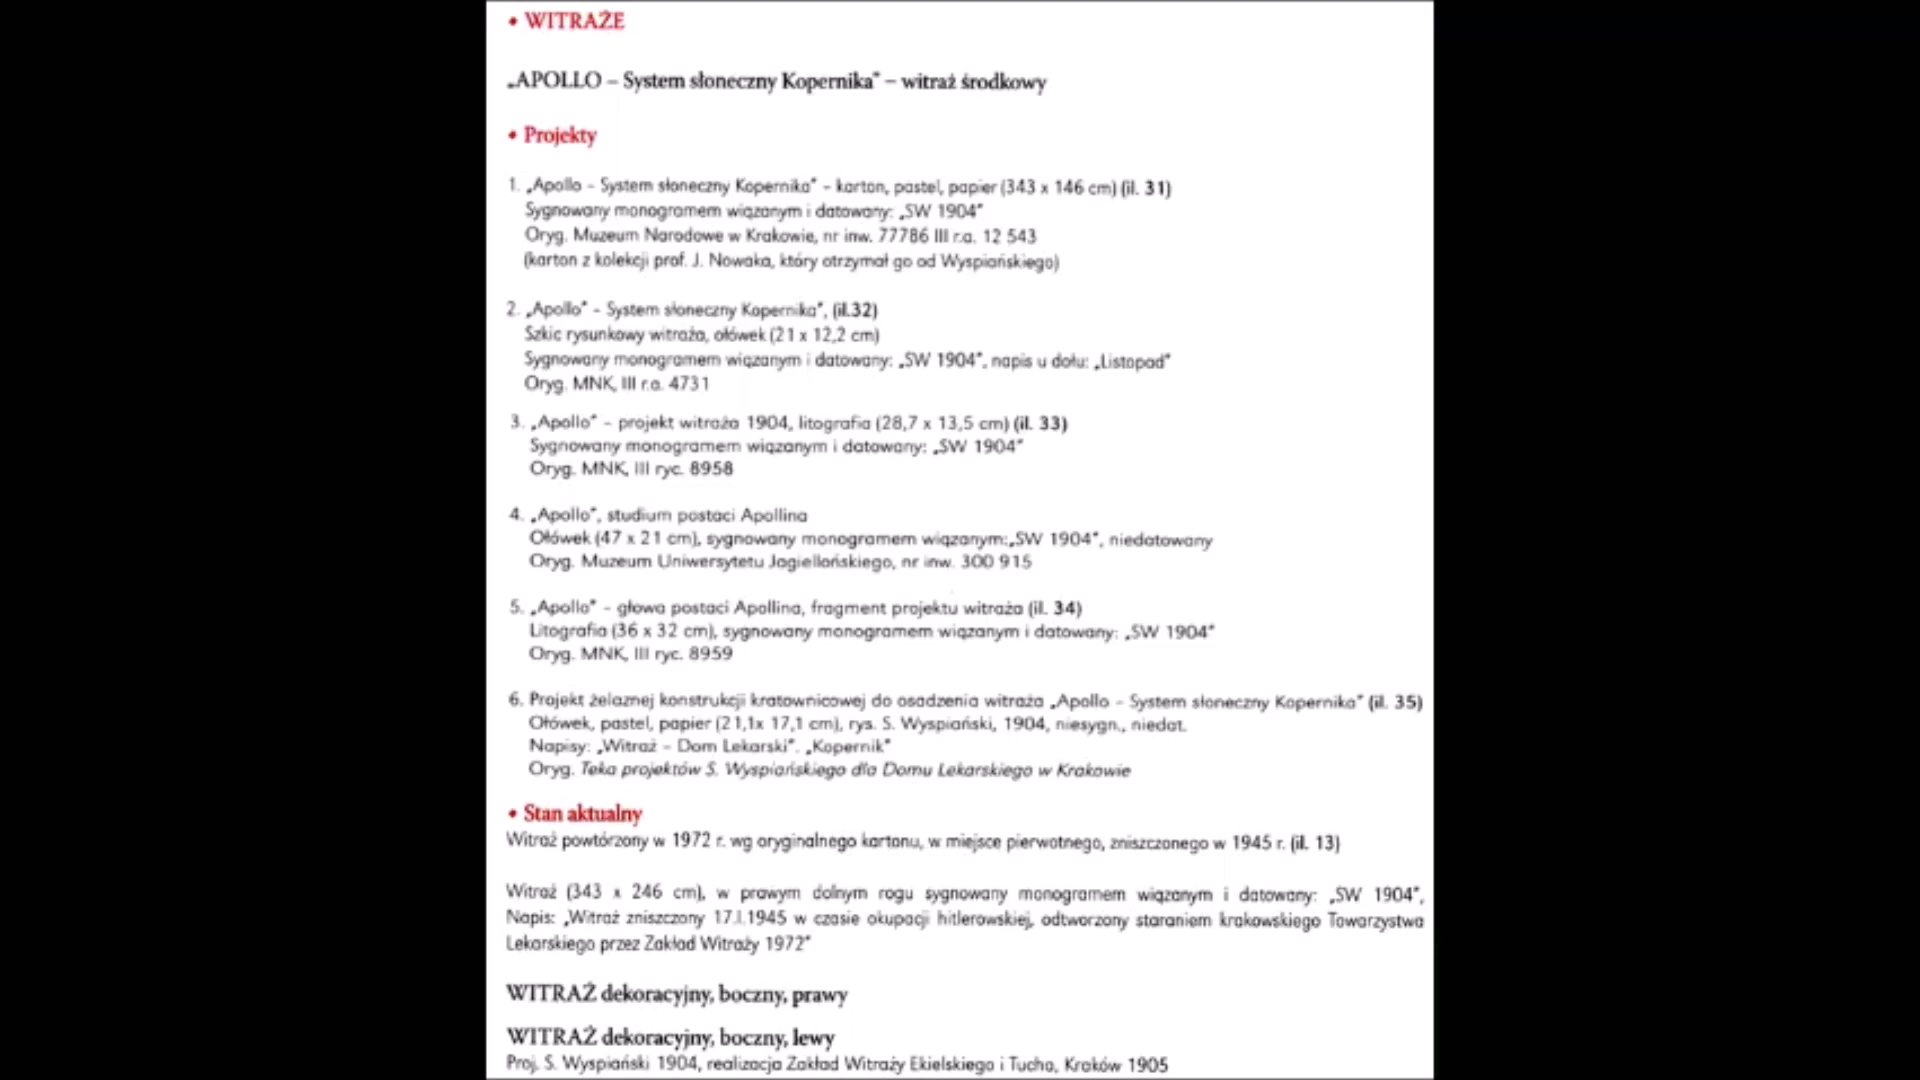 • WITRAŻE
„APOLLO – System słoneczny Kopernika” – witraż środkowy
• Projekty
1. „Apollo – System słoneczny Kopernika” – karton, pastel, papier (343 x 146 cm) (il. 31)
Sygnowany monogramem wiązanym i datowany: „SW 1904”
Oryg. Muzeum Narodowe w Krakowie, nr inw. 77786 III r.a. 12 543
(karton z kolekcji prof. J. Nowaka, który otrzymał go od Wyspiańskiego)
2. „Apollo” – System słoneczny Kopernika”, (il.32)
Szkic rysunkowy witraża, ołówek (21 x 12,2 cm)
Sygnowany monogramem wiązanym i datowany: „SW 1904”, napis u dołu: „Listopad”
Oryg. MNK, III r.a. 4731
3. „Apollo” – projekt witraża 1904, litografia (28,7 x 13,5 cm) (il. 33)
Sygnowany monogramem wiązanym i datowany: „SW 1904”
Oryg. MNK, III ryc. 8958
4. „Apollo”, studium postaci Apollina
Ołówek (47 x 21 cm), sygnowany monogramem wiązanym:„SW 1904”, niedatowany
Oryg. Muzeum Uniwersytetu Jagiellońskiego, nr inw. 300 915
5. „Apollo” – głowa postaci Apollina, fragment projektu witraża (il. 34)
Litografia (36 x 32 cm), sygnowany monogramem wiązanym i datowany: „SW 1904”
Oryg. MNK, III ryc. 8959
6. Projekt żelaznej konstrukcji kratownicowej do osadzenia witraża „Apollo – System słoneczny Kopernika” (il. 35)
Ołówek, pastel, papier (21,1x 17,1 cm), rys. S. Wyspiański, 1904, niesygn., niedat.
Napisy: „Witraż – Dom Lekarski”. „Kopernik”
Oryg. Teka projektów S. Wyspiańskiego dla Domu Lekarskiego w Krakowie
• Stan aktualny
Witraż powtórzony w 1972 r. wg oryginalnego kartonu, w miejsce pierwotnego, zniszczonego w 1945 r. (il. 13)
Witraż (343 x 246 cm), w prawym dolnym rogu sygnowany monogramem wiązanym i datowany: „SW 1904”,
Napis: „Witraż zniszczony 17.I.1945 w czasie okupacji hitlerowskiej, odtworzony staraniem krakowskiego Towarzystwa
Lekarskiego przez Zakład Witraży 1972”
WITRAŻ dekoracyjny, boczny, prawy
WITRAŻ dekoracyjny, boczny, lewy
Proj. S. Wyspiański 1904, realizacja Zakład Witraży Ekielskiego i Tucha, Kraków 1905